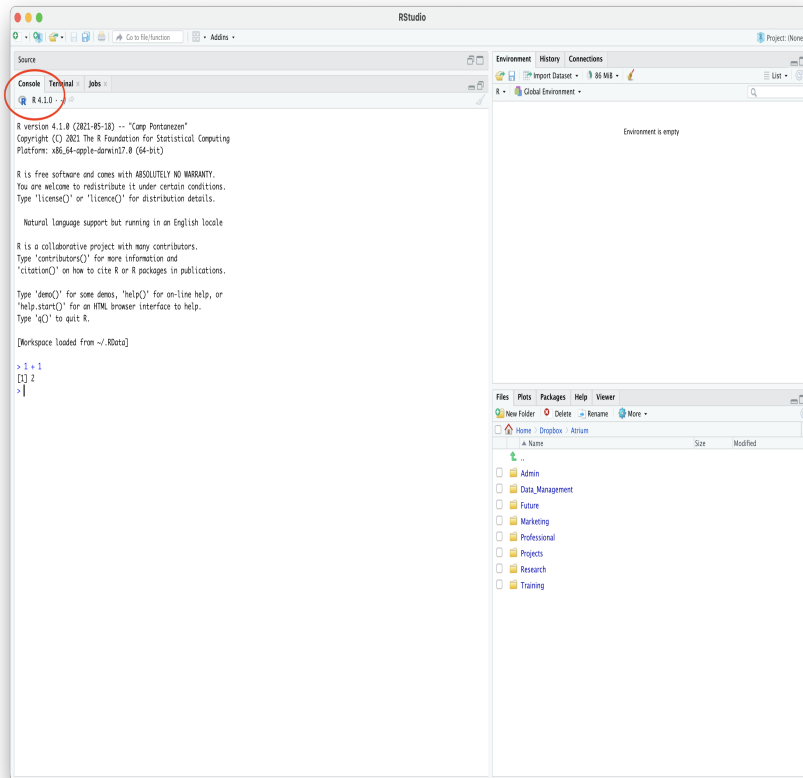 RStudio
Go to file/function
Addins
Project: (None
Source
Console Terminal Jobs
R 4.1.0 · ~/
R version 4.1.0 (2021-05-18) -- "Camp Pontanezen"
Copyright (C) 2021 The R Foundation for Statistical Computing
Platform: x86_64-apple-darwin17.0 (64-bit)
R is free software and comes with ABSOLUTELY NO WARRANTY.
You are welcome to redistribute it under certain conditions.
Type 'license()' or 'licence()' for distribution details.
Natural language support but running in an English locale
R is a collaborative project with many contributors.
Type 'contributors()' for more information and
'citation()' on how to cite R or R packages in publications.
Type 'demo()' for some demos, 'help()' for on-line help, or
'help.start()' for an HTML browser interface to help.
Type 'q()' to quit R.
[Workspace loaded from ~/.RData]
> 1 + 1
[1] 2
>
Environment History Connections
Import Dataset 86 MiB List
R Global Environment
Environment is empty
Files Plots Packages Help Viewer
New Folder Delete Rename More
Home Dropbox Atrium
Name Size Modified
..
Admin
Data_Management
Future
Marketing
Professional
Projects
Research
Training